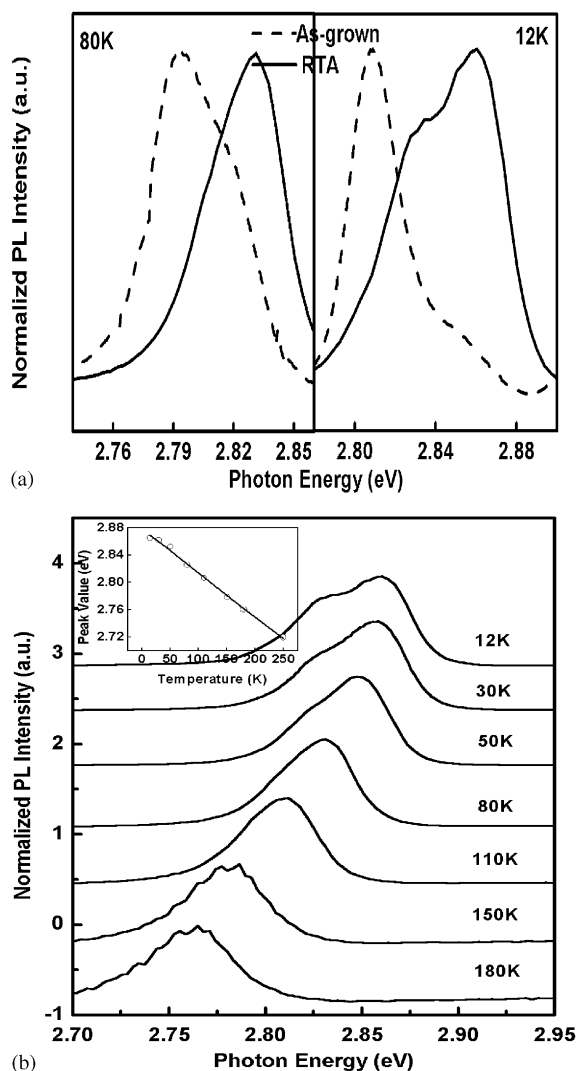 80K
As-grown
RTA
12K
Normalizd PL Intensity (a.u.)
2.76 2.79 2.82 2.85 2.80 2.84 2.88
Photon Energy (eV)
(a)
4
3
2
1
0
-1
Normalized PL Intensity (a.u.)
2.88
2.84
2.80
2.76
2.72
Peak Value (eV)
0 50 100 150 200 250
Temperature (K)
12K
30K
50K
80K
110K
150K
180K
2.70 2.75 2.80 2.85 2.90 2.95
Photon Energy (eV)
(b)